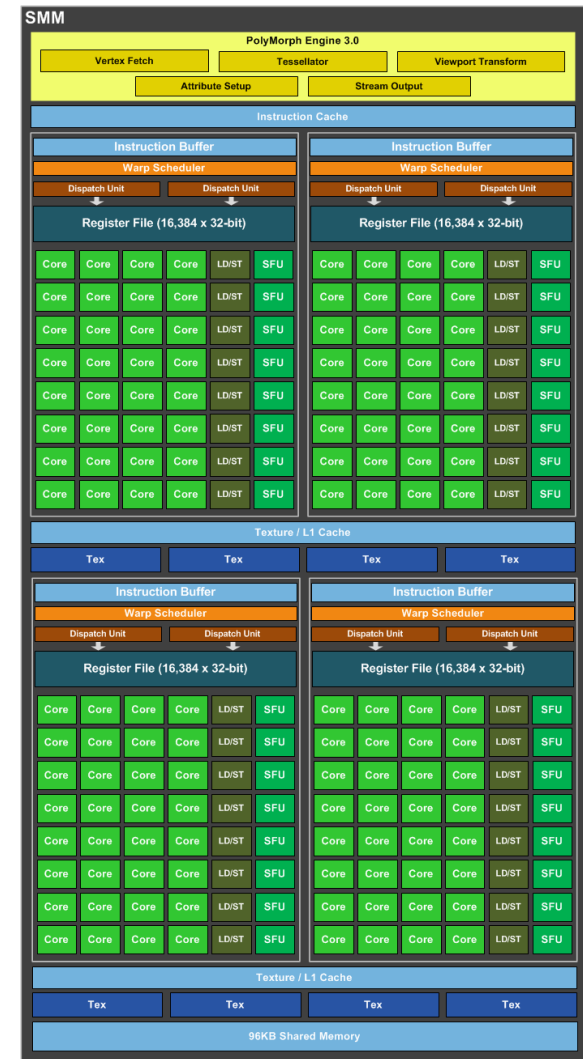 SMM
PolyMorph Engine 3.0
Vertex Fetch Tessellator Viewport Transform
Attribute Setup Stream Output
Instruction Cache
Instruction Buffer Instruction Buffer
Warp Scheduler Warp Scheduler
Dispatch Unit Dispatch Unit Dispatch Unit Dispatch Unit
Register File (16,384 x 32-bit) Register File (16,384 x 32-bit)
Core Core Core Core LD/ST SFU Core Core Core Core LD/ST SFU
Core Core Core Core LD/ST SFU Core Core Core Core LD/ST SFU
Core Core Core Core LD/ST SFU Core Core Core Core LD/ST SFU
Core Core Core Core LD/ST SFU Core Core Core Core LD/ST SFU
Core Core Core Core LD/ST SFU Core Core Core Core LD/ST SFU
Core Core Core Core LD/ST SFU Core Core Core Core LD/ST SFU
Core Core Core Core LD/ST SFU Core Core Core Core LD/ST SFU
Core Core Core Core LD/ST SFU Core Core Core Core LD/ST SFU
Texture / L1 Cache
Tex Tex Tex Tex
Instruction Buffer Instruction Buffer
Warp Scheduler Warp Scheduler
Dispatch Unit Dispatch Unit Dispatch Unit Dispatch Unit
Register File (16,384 x 32-bit) Register File (16,384 x 32-bit)
Core Core Core Core LD/ST SFU Core Core Core Core LD/ST SFU
Core Core Core Core LD/ST SFU Core Core Core Core LD/ST SFU
Core Core Core Core LD/ST SFU Core Core Core Core LD/ST SFU
Core Core Core Core LD/ST SFU Core Core Core Core LD/ST SFU
Core Core Core Core LD/ST SFU Core Core Core Core LD/ST SFU
Core Core Core Core LD/ST SFU Core Core Core Core LD/ST SFU
Core Core Core Core LD/ST SFU Core Core Core Core LD/ST SFU
Core Core Core Core LD/ST SFU Core Core Core Core LD/ST SFU
Texture / L1 Cache
Tex Tex Tex Tex
96KB Shared Memory